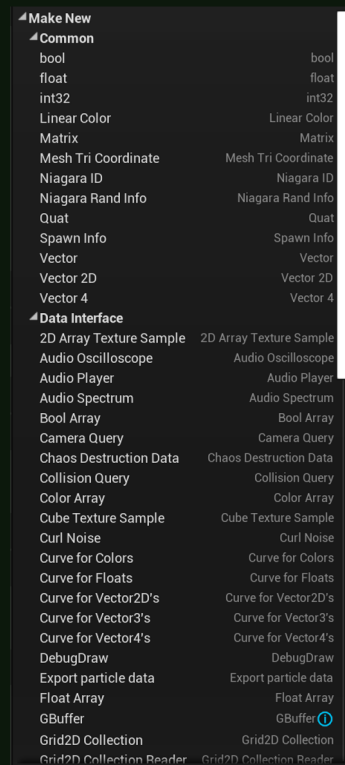 Make New
Common
bool bool
float float
int32 int32
Linear Color Linear Color
Matrix Matrix
Mesh Tri Coordinate Mesh Tri Coordinate
Niagara ID Niagara ID
Niagara Rand Info Niagara Rand Info
Quat Quat
Spawn Info Spawn Info
Vector Vector
Vector 2D Vector 2D
Vector 4 Vector 4
Data Interface
2D Array Texture Sample 2D Array Texture Sample
Audio Oscilloscope Audio Oscilloscope
Audio Player Audio Player
Audio Spectrum Audio Spectrum
Bool Array Bool Array
Camera Query Camera Query
Chaos Destruction Data Chaos Destruction Data
Collision Query Collision Query
Color Array Color Array
Cube Texture Sample Cube Texture Sample
Curl Noise Curl Noise
Curve for Colors Curve for Colors
Curve for Floats Curve for Floats
Curve for Vector2D's Curve for Vector2D's
Curve for Vector3's Curve for Vector3's
Curve for Vector4's Curve for Vector4's
DebugDraw DebugDraw
Export particle data Export particle data
Float Array Float Array
GBuffer GBuffer
Grid2D Collection Grid2D Collection
Grid2D Collection Reader Grid2D Collection Reader